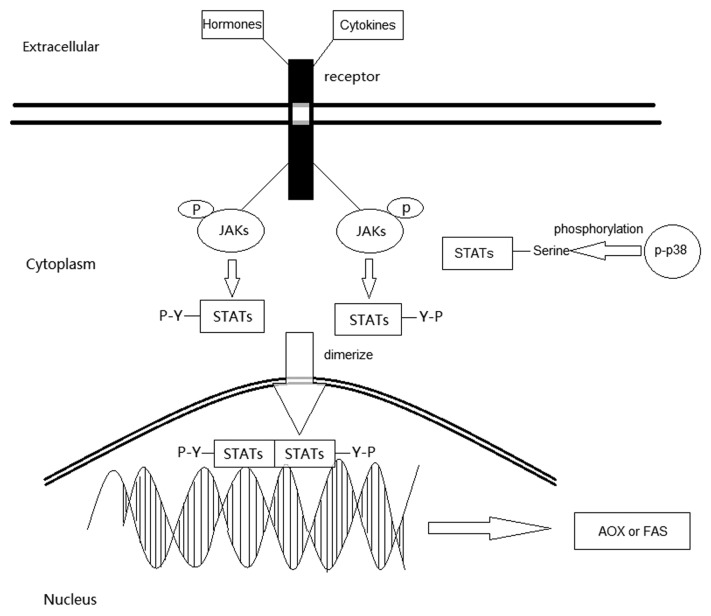 Hormones
Cytokines
Extracellular
receptor
P
JAKs
p
JAKs
phosphorylation
STATs
Serine
p-p38
Cytoplasm
P-Y
STATs
STATs
Y-P
dimerize
P-Y
STATs
STATs
Y-P
AOX or FAS
Nucleus